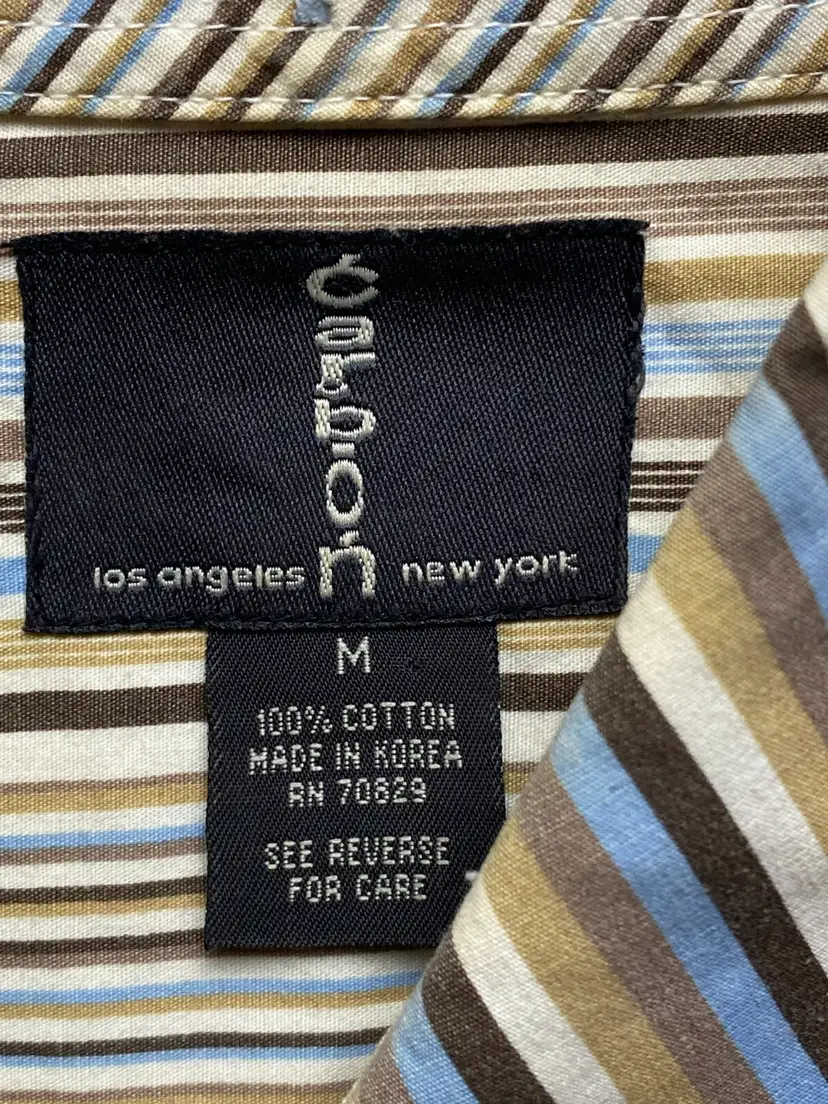 carbon
los angeles new york
M
100% COTTON
MADE IN KOREA
RN 70829
SEE REVERSE
FOR CARE